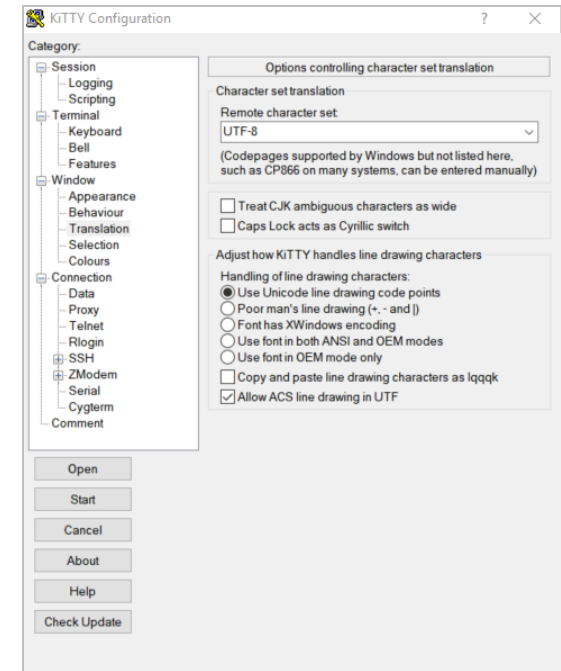 KiTTY Configuration
Category:
Session
Logging
Scripting
Terminal
Keyboard
Bell
Features
Window
Appearance
Behaviour
Translation
Selection
Colours
Connection
Data
Proxy
Telnet
Rlogin
SSH
ZModem
Serial
Cygterm
Comment
Options controlling character set translation
Character set translation
Remote character set:
UTF-8
(Codepages supported by Windows but not listed here,
such as CP866 on many systems, can be entered manually)
Treat CJK ambiguous characters as wide
Caps Lock acts as Cyrillic switch
Adjust how KiTTY handles line drawing characters
Handling of line drawing characters:
Use Unicode line drawing code points
Poor man's line drawing (+, - and |)
Font has XWindows encoding
Use font in both ANSI and OEM modes
Use font in OEM mode only
Copy and paste line drawing characters as lqqqk
Allow ACS line drawing in UTF
Open
Start
Cancel
About
Help
Check Update